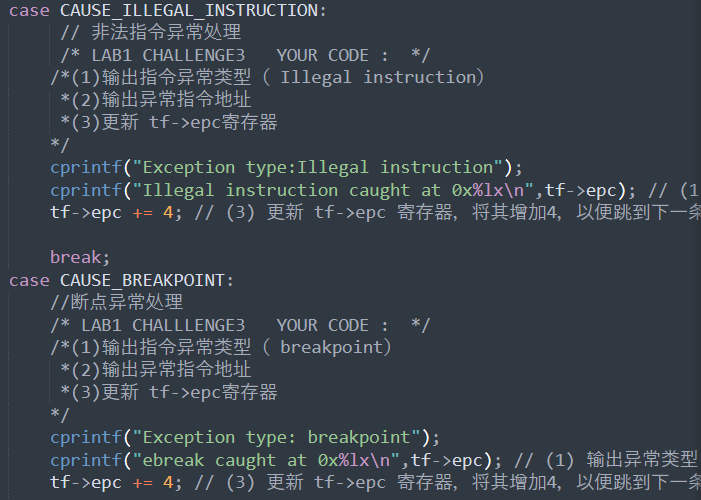 case CAUSE_ILLEGAL_INSTRUCTION:
// 非法指令异常处理
/* LAB1 CHALLENGE3   YOUR CODE :  */
/*(1)输出指令异常类型（ Illegal instruction）
*(2)输出异常指令地址
*(3)更新 tf->epc寄存器
*/
cprintf("Exception type:Illegal instruction");
cprintf("Illegal instruction caught at 0x%lx\n",tf->epc); // (1
tf->epc += 4; // (3) 更新 tf->epc 寄存器, 将其增加4, 以便跳到下一条
break;
case CAUSE_BREAKPOINT:
//断点异常处理
/* LAB1 CHALLLENGE3   YOUR CODE :  */
/*(1)输出指令异常类型（ breakpoint）
*(2)输出异常指令地址
*(3)更新 tf->epc寄存器
*/
cprintf("Exception type: breakpoint");
cprintf("ebreak caught at 0x%lx\n",tf->epc); // (1) 输出异常类型
tf->epc += 4; // (3) 更新 tf->epc 寄存器, 将其增加4, 以便跳到下一条